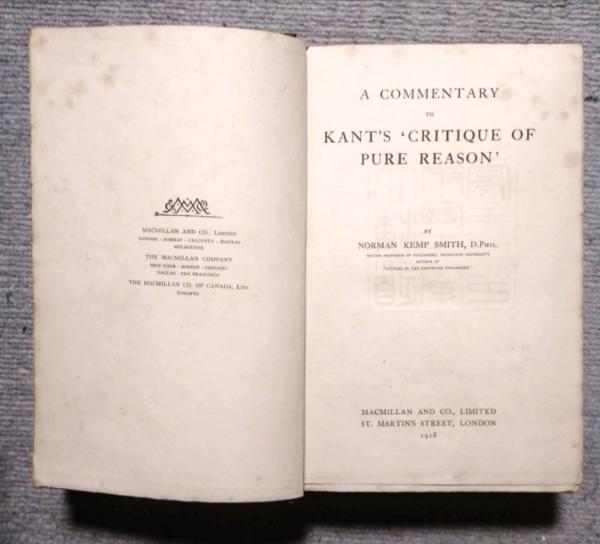 MACMILLAN AND CO., LIMITED
LONDON · BOMBAY · CALCUTTA · MADRAS
MELBOURNE
THE MACMILLAN COMPANY
NEW YORK · BOSTON · CHICAGO
DALLAS · SAN FRANCISCO
THE MACMILLAN CO. OF CANADA, LTD.
TORONTO
A COMMENTARY
TO
KANT'S ‘CRITIQUE OF
PURE REASON’
BY
NORMAN KEMP SMITH, D.PHIL.
PROFESSOR OF PHILOSOPHY, PRINCETON UNIVERSITY
AUTHOR OF
"STUDIES IN THE CARTESIAN PHILOSOPHY"
MACMILLAN AND CO., LIMITED
ST. MARTIN'S STREET, LONDON
1918